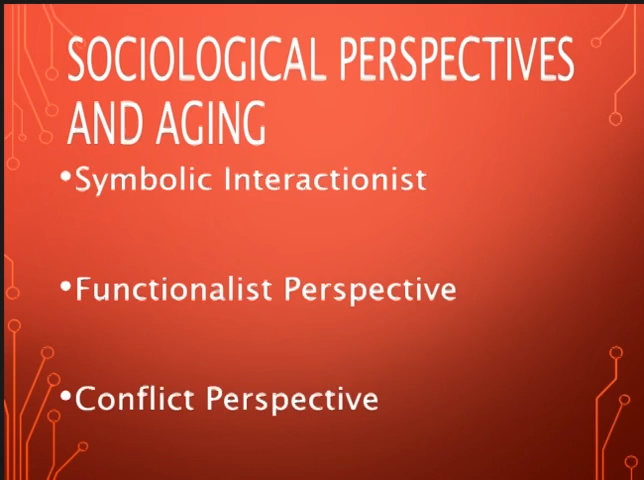 SOCIOLOGICAL PERSPECTIVES
AND AGING
•Symbolic Interactionist
•Functionalist Perspective
•Conflict Perspective